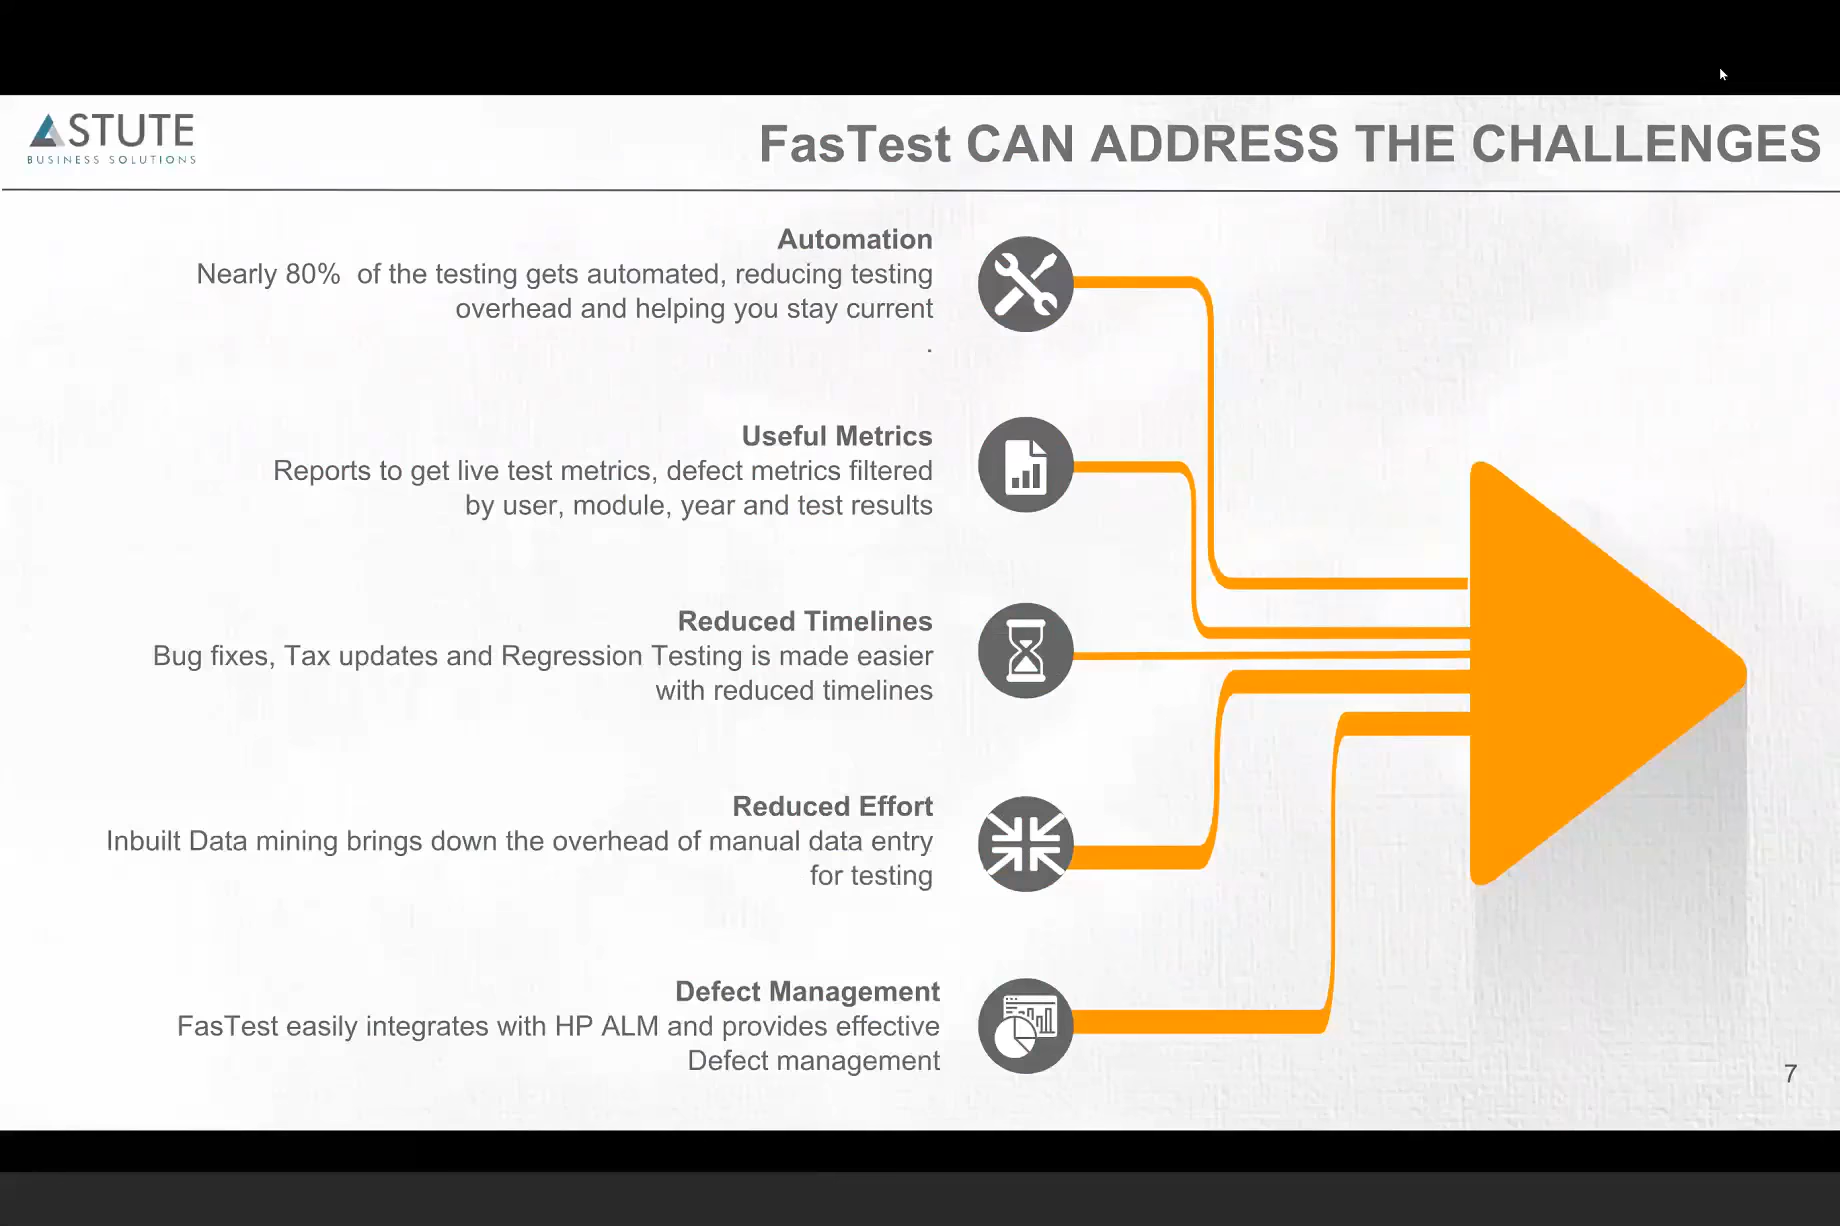 ASTUTE
BUSINESS SOLUTIONS
FasTest CAN ADDRESS THE CHALLENGES
Automation
Nearly 80% of the testing gets automated, reducing testing
overhead and helping you stay current
.
Useful Metrics
Reports to get live test metrics, defect metrics filtered
by user, module, year and test results
Reduced Timelines
Bug fixes, Tax updates and Regression Testing is made easier
with reduced timelines
Reduced Effort
Inbuilt Data mining brings down the overhead of manual data entry
for testing
Defect Management
FasTest easily integrates with HP ALM and provides effective
Defect management
7